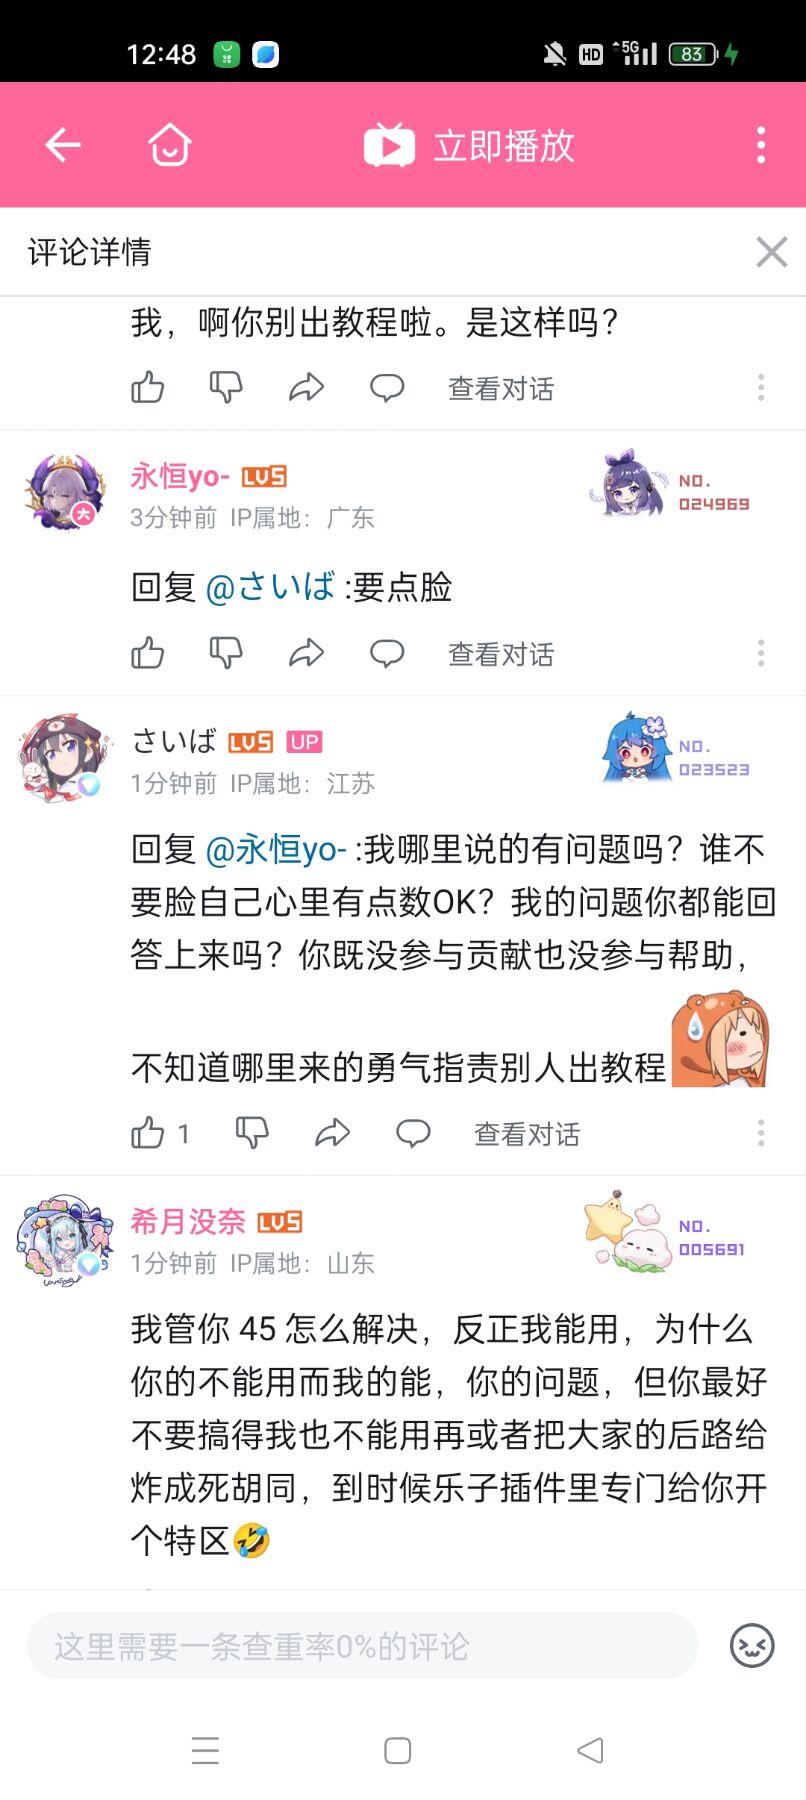 12:48
HD 5G 83
立即播放
评论详情
我，啊你别出教程啦。是这样吗？
查看对话
永恒yo- LV5
NO.
024969
3分钟前 IP属地：广东
回复 @さいば :要点脸
查看对话
さいば LV5 UP
NO.
023523
1分钟前 IP属地：江苏
回复 @永恒yo- :我哪里说的有问题吗？谁不
要脸自己心里有点数OK？我的问题你都能回
答上来吗？你既没参与贡献也没参与帮助，
不知道哪里来的勇气指责别人出教程
1
查看对话
希月没奈 LV5
NO.
005691
1分钟前 IP属地：山东
我管你 45 怎么解决，反正我能用，为什么
你的不能用而我的能，你的问题，但你最好
不要搞得我也不能用再或者把大家的后路给
炸成死胡同，到时候乐子插件里专门给你开
个特区🤣
这里需要一条查重率0%的评论